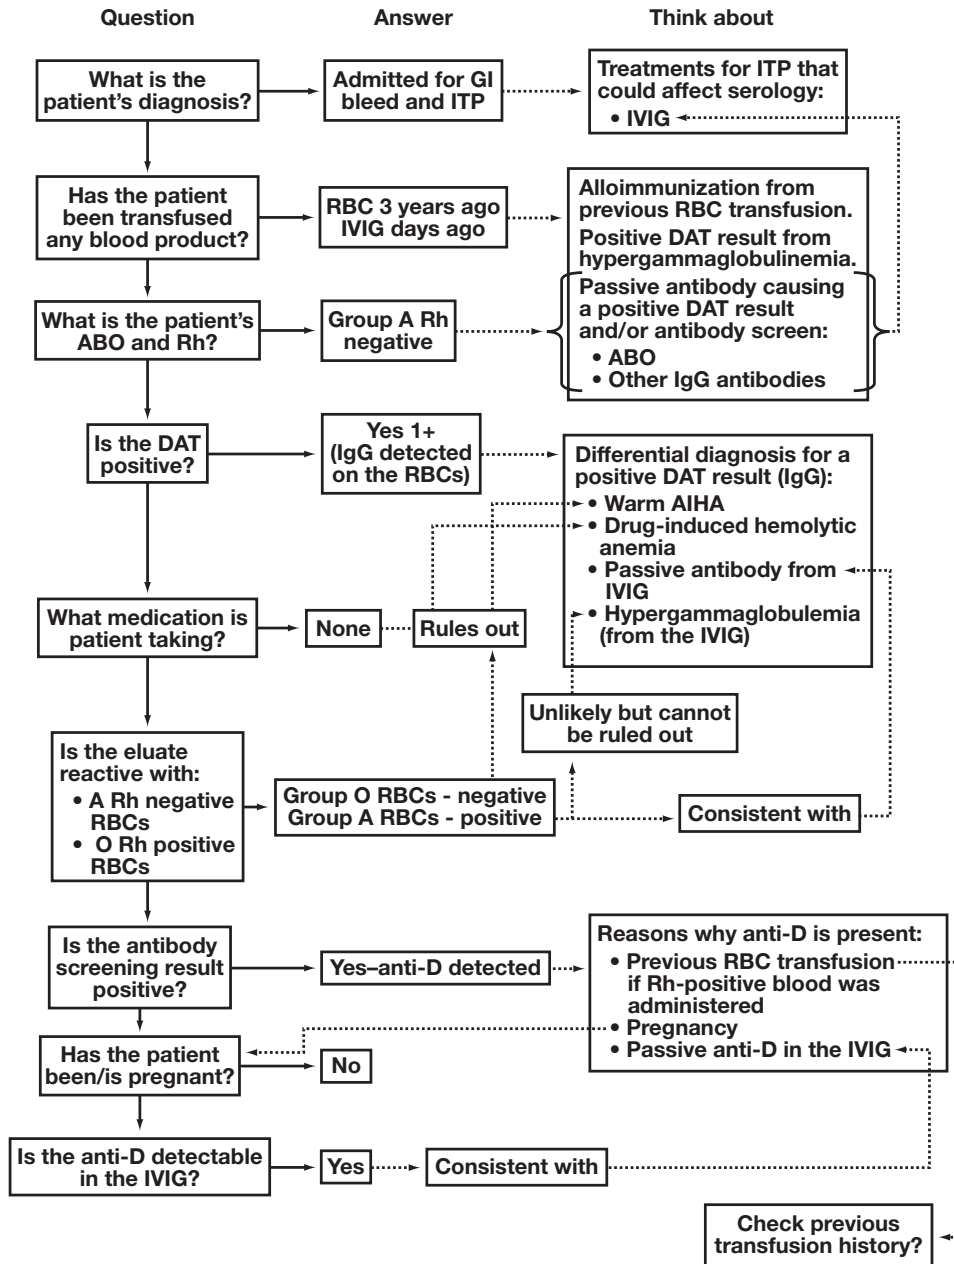 Question
Answer
Think about
What is the
patient's diagnosis?
Admitted for GI
bleed and ITP
Treatments for ITP that
could affect serology:
• IVIG
Has the patient
been transfused
any blood product?
RBC 3 years ago
IVIG days ago
Alloimmunization from
previous RBC transfusion.
Positive DAT result from
hypergammaglobulinemia.
Passive antibody causing
a positive DAT result
and/or antibody screen:
• ABO
• Other IgG antibodies
What is the patient's
ABO and Rh?
Group A Rh
negative
Is the DAT
positive?
Yes 1+
(IgG detected
on the RBCs)
Differential diagnosis for a
positive DAT result (IgG):
• Warm AIHA
• Drug-induced hemolytic
anemia
• Passive antibody from
IVIG
• Hypergammaglobulemia
(from the IVIG)
What medication is
patient taking?
None
Rules out
Unlikely but cannot
be ruled out
Is the eluate
reactive with:
• A Rh negative
RBCs
• O Rh positive
RBCs
Group O RBCs - negative
Group A RBCs - positive
Consistent with
Is the antibody
screening result
positive?
Yes–anti-D detected
Reasons why anti-D is present:
• Previous RBC transfusion
if Rh-positive blood was
administered
• Pregnancy
• Passive anti-D in the IVIG
Has the patient
been/is pregnant?
No
Is the anti-D detectable
in the IVIG?
Yes
Consistent with
Check previous
transfusion history?